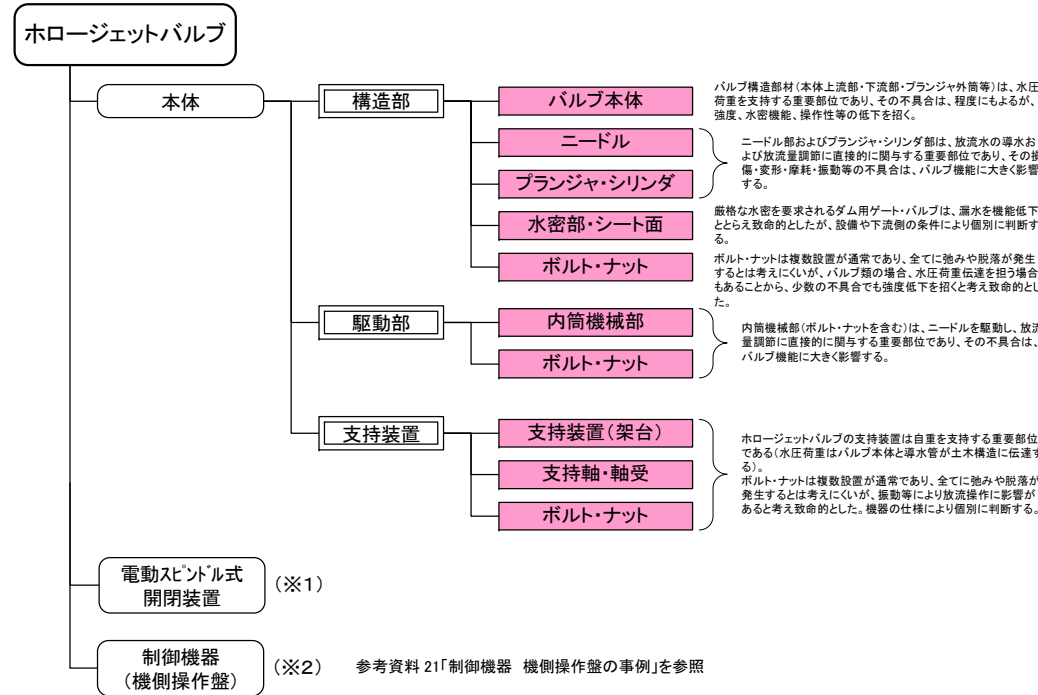 ホロージェットバルブ
本体
構造部
バルブ本体
バルブ構造部材(本体上流部・下流部・プランジャ外筒等)は、水圧
荷重を支持する重要部位であり、その不具合は、程度にもよるが、
強度、水密機能、操作性等の低下を招く。
ニードル
プランジャ・シリンダ
ニードル部およびプランジャ・シリンダ部は、放流水の導水お
よび放流量調節に直接的に関与する重要部位であり、その損
傷・変形・摩耗・振動等の不具合は、バルブ機能に大きく影響
する。
水密部・シート面
厳格な水密を要求されるダム用ゲート・バルブは、漏水を機能低下
ととらえ致命的としたが、設備や下流側の条件により個別に判断す
る。
ボルト・ナット
ボルト・ナットは複数設置が通常であり、全てに弛みや脱落が発生
するとは考えにくいが、バルブ類の場合、水圧荷重伝達を担う場合
もあることから、少数の不具合でも強度低下を招くと考え致命的とし
た。
駆動部
内筒機械部
ボルト・ナット
内筒機械部(ボルト・ナットを含む)は、ニードルを駆動し、放流
量調節に直接的に関与する重要部位であり、その不具合は、
バルブ機能に大きく影響する。
支持装置
支持装置(架台)
支持軸・軸受
ボルト・ナット
ホロージェットバルブの支持装置は自重を支持する重要部位
である(水圧荷重はバルブ本体と導水管が土木構造に伝達す
る)。
ボルト・ナットは複数設置が通常であり、全てに弛みや脱落が
発生するとは考えにくいが、振動等により放流操作に影響が
あると考え致命的とした。機器の仕様により個別に判断する。
電動スピンドル式
開閉装置
(※1)
制御機器
(機側操作盤)
(※2) 参考資料 21「制御機器 機側操作盤の事例」を参照